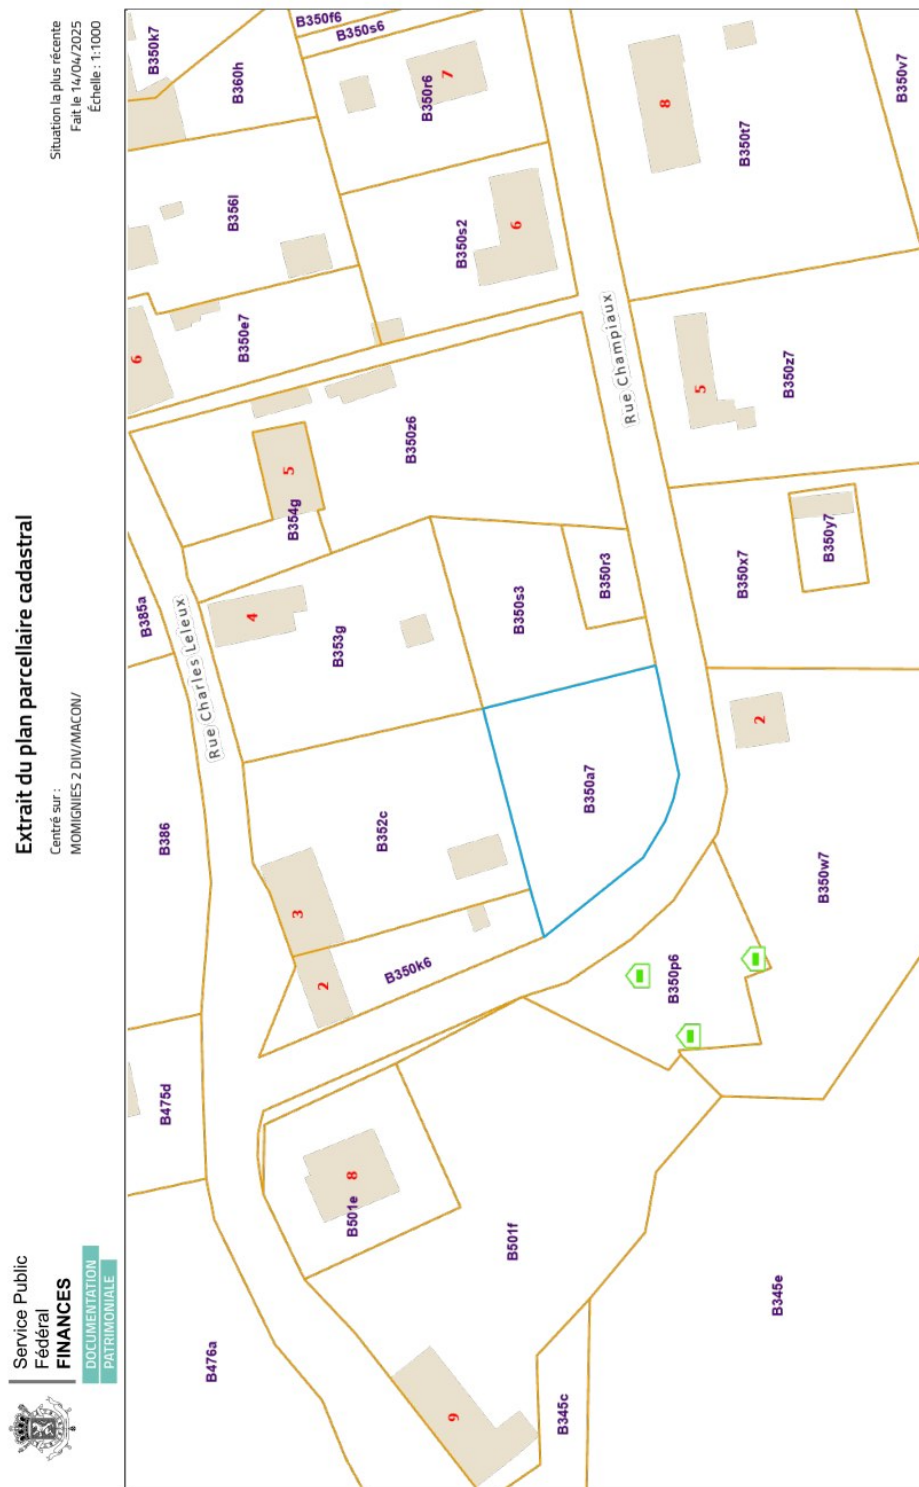 Service Public
Fédéral
FINANCES
DOCUMENTATION
PATRIMONIALE
Extrait du plan parcellaire cadastral
Centré sur :
MOMIGNIES 2 DIV/MACON/
Situation la plus récente
Fait le 14/04/2025
Échelle : 1:1000
B475d
B386
B385a
6
B350k7
B476a
Rue Charles Leleux
B350e7
B356l
B360h
B350f6
B350s6
8
B501e
2
B350k6
3
B352c
4
B353g
5
B354g
B350z6
B350s2
6
B350r6
7
9
B501f
B345c
B350a7
B350s3
B350r3
Rue Champiaux
B350p6
2
5
8
B350t7
B345e
B350w7
B350x7
B350y7
B350z7
B350v7